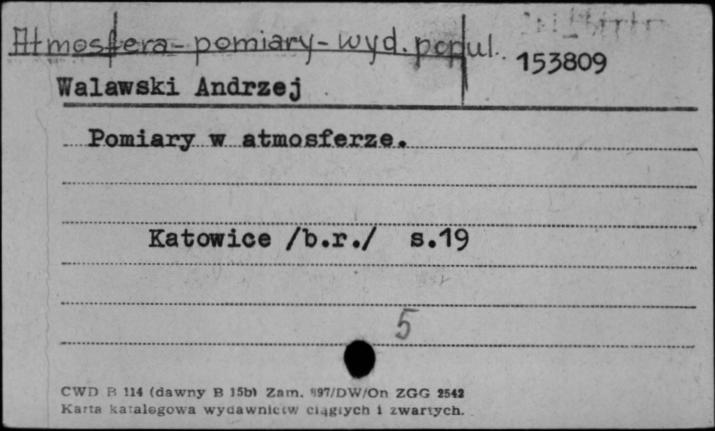 Atmosfera - pomiary - wyd. popul.
153809
Walawski Andrzej
Pomiary w atmosferze.
Katowice /b.r./ s.19
5
CWD B 114 (dawny B 15b) Zam. 897/DW/On ZGG 2542
Karta katalogowa wydawnictw ciągłych i zwartych.